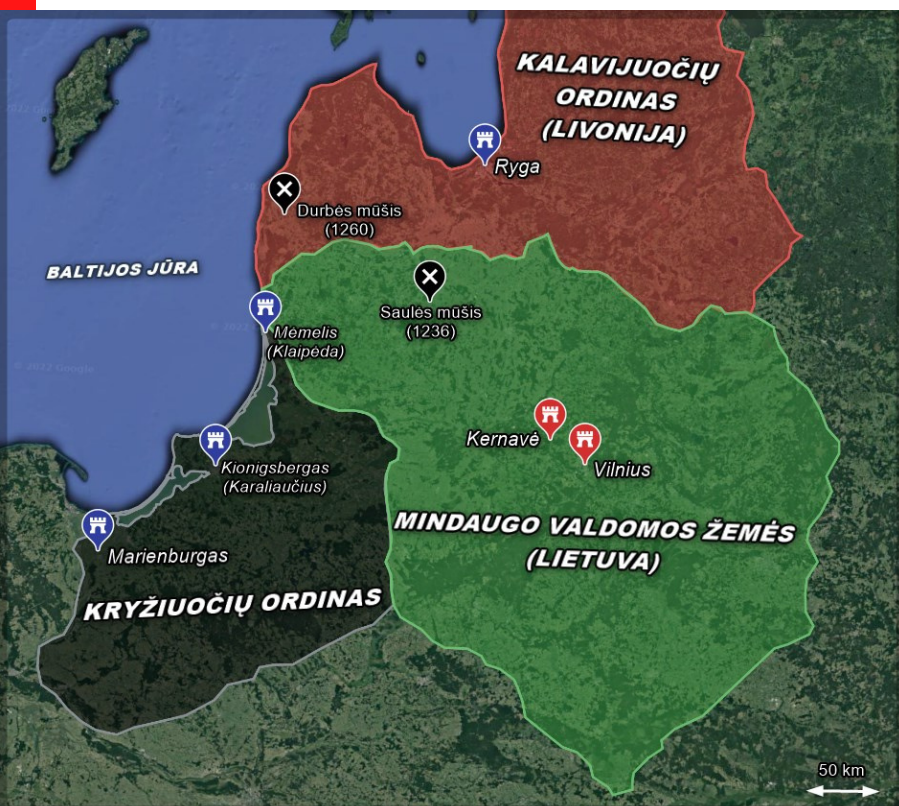 KALAVIJUOČIŲ
ORDINAS
(LIVONIJA)
Ryga
Durbės mūšis
(1260)
BALTIJOS JŪRA
Saulės mūšis
(1236)
Mėmelis
(Klaipėda)
Kernavė
Vilnius
Kionigsbergas
(Karaliaučius)
MINDAUGO VALDOMOS ŽEMĖS
(LIETUVA)
Marienburgas
KRYŽIUOČIŲ ORDINAS
50 km